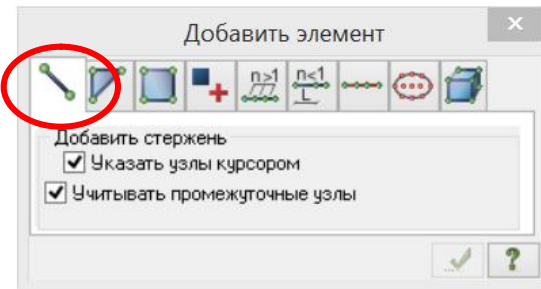 Добавить элемент
n>1
n<1
L
Добавить стержень
Указать узлы курсором
Учитывать промежуточные узлы
?